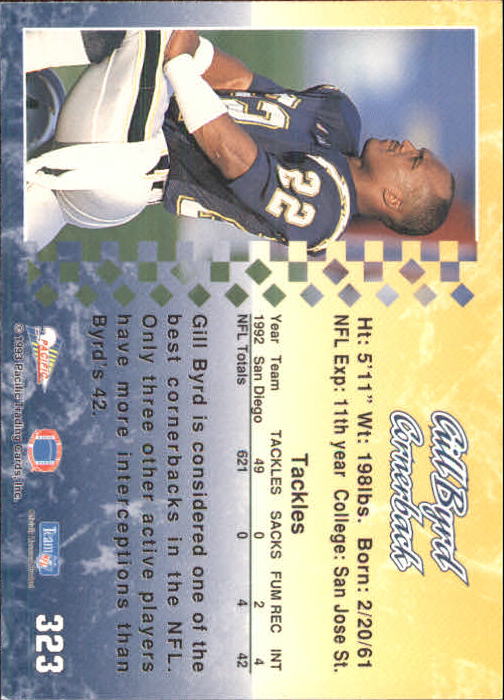 Gill Byrd
Cornerback
Ht: 5'11" Wt: 198lbs. Born: 2/20/61
NFL Exp: 11th year College: San Jose St.
Tackles
Year Team TACKLES SACKS FUM REC INT
1992 San Diego 49 0 2 4
NFL Totals 621 0 4 42
Gill Byrd is considered one of the
best cornerbacks in the NFL.
Only three other active players
have more interceptions than
Byrd's 42.
22
PACIFIC
© 1993 Pacific Trading Cards, Inc.
Team NFL
323